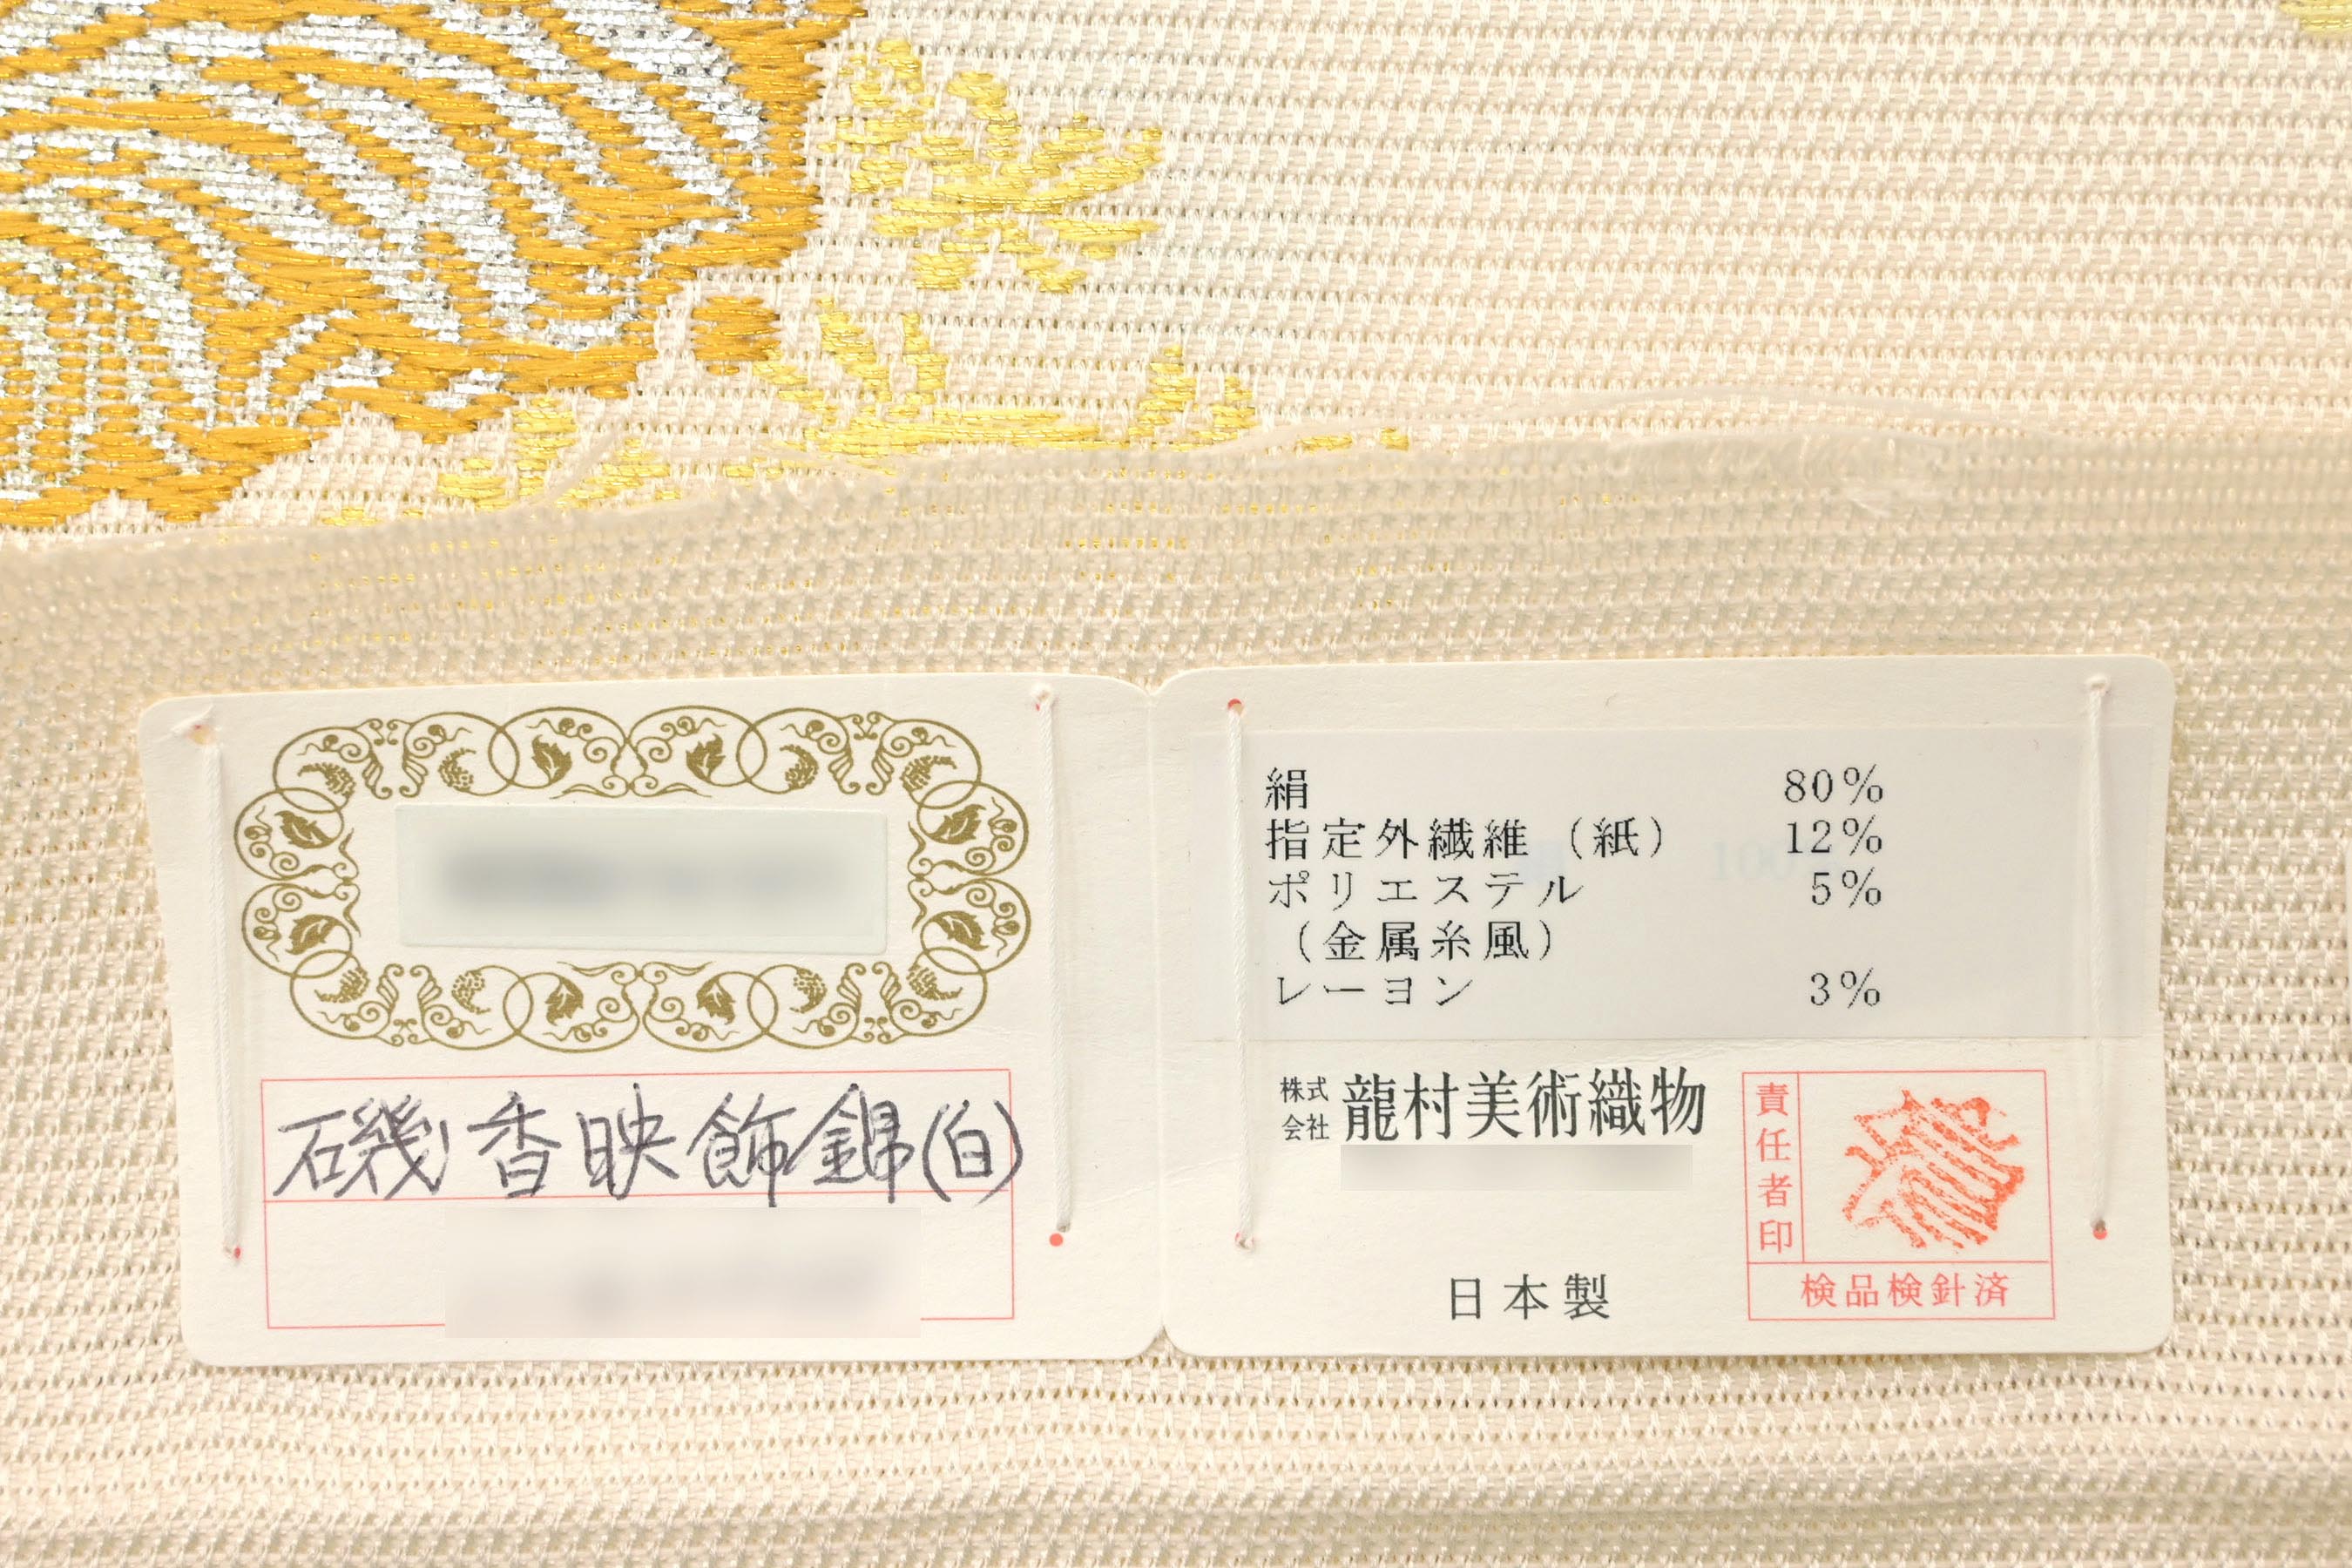 磯香映飾錦(白)
絹 80%
指定外繊維（紙） 12%
ポリエステル 5%
（金属糸風）
レーヨン 3%
株式会社 龍村美術織物
日本製
責任者印
検品検針済